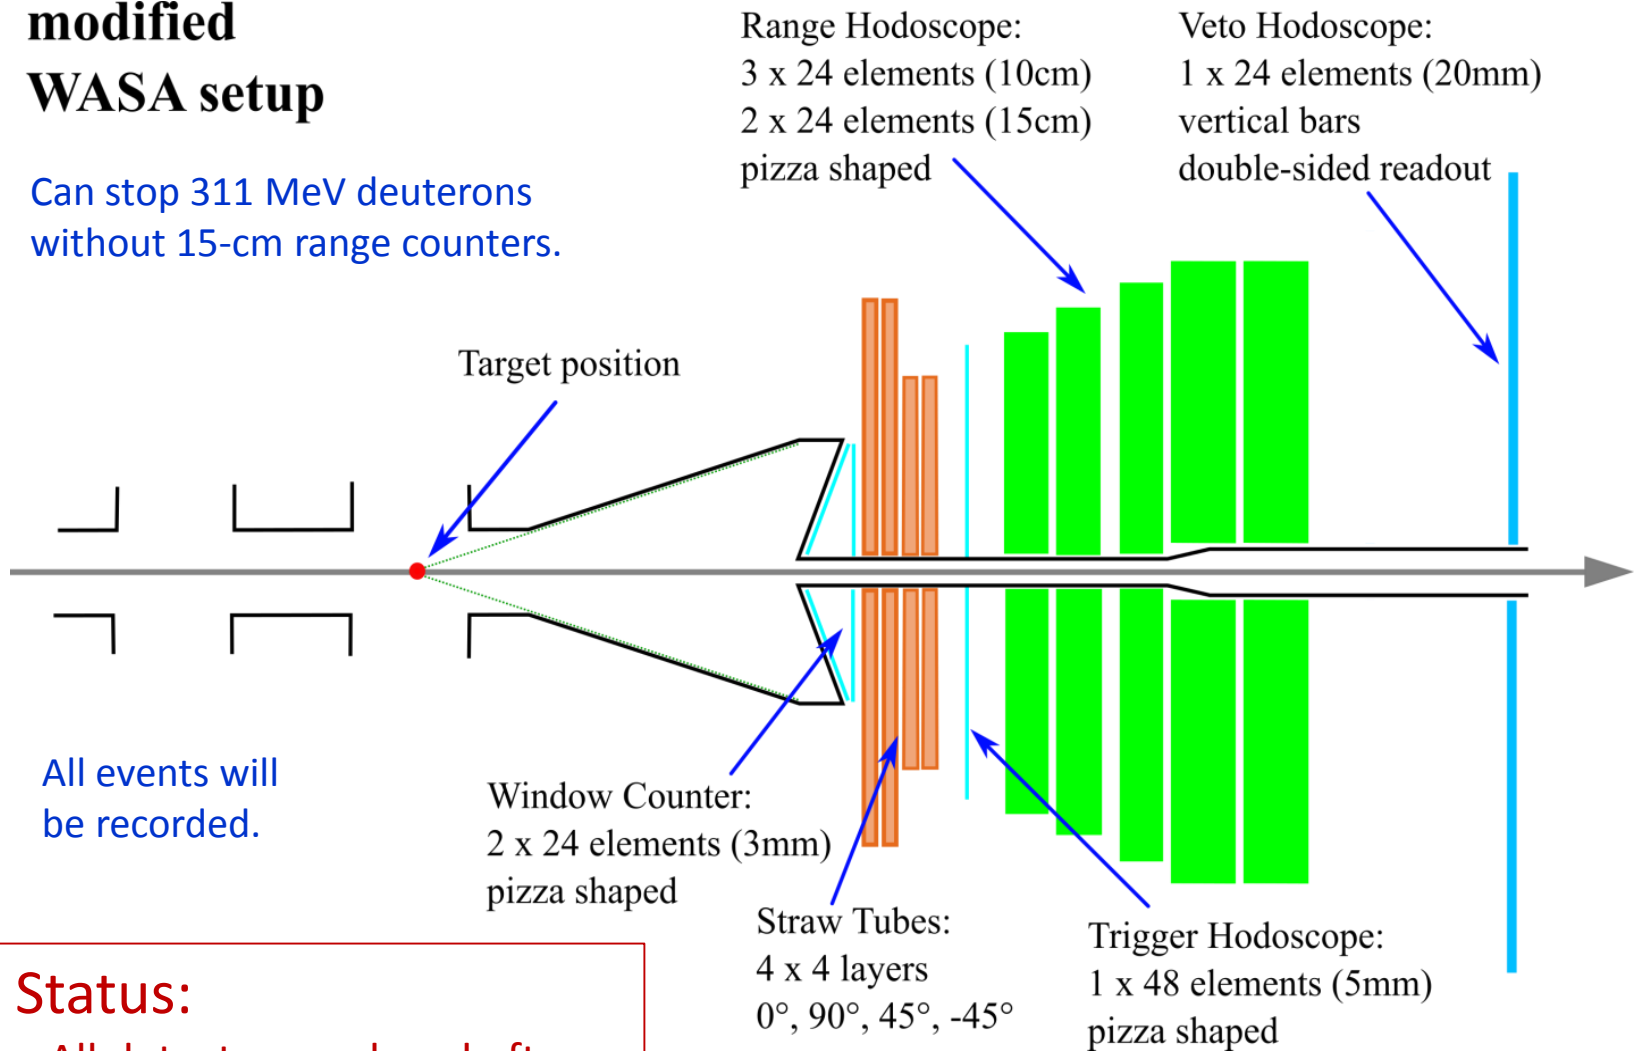 modified
WASA setup
Can stop 311 MeV deuterons
without 15-cm range counters.
Range Hodoscope:
3 x 24 elements (10cm)
2 x 24 elements (15cm)
pizza shaped
Veto Hodoscope:
1 x 24 elements (20mm)
vertical bars
double-sided readout
Target position
All events will
be recorded.
Window Counter:
2 x 24 elements (3mm)
pizza shaped
Straw Tubes:
4 x 4 layers
0°, 90°, 45°, -45°
Trigger Hodoscope:
1 x 48 elements (5mm)
pizza shaped
Status: